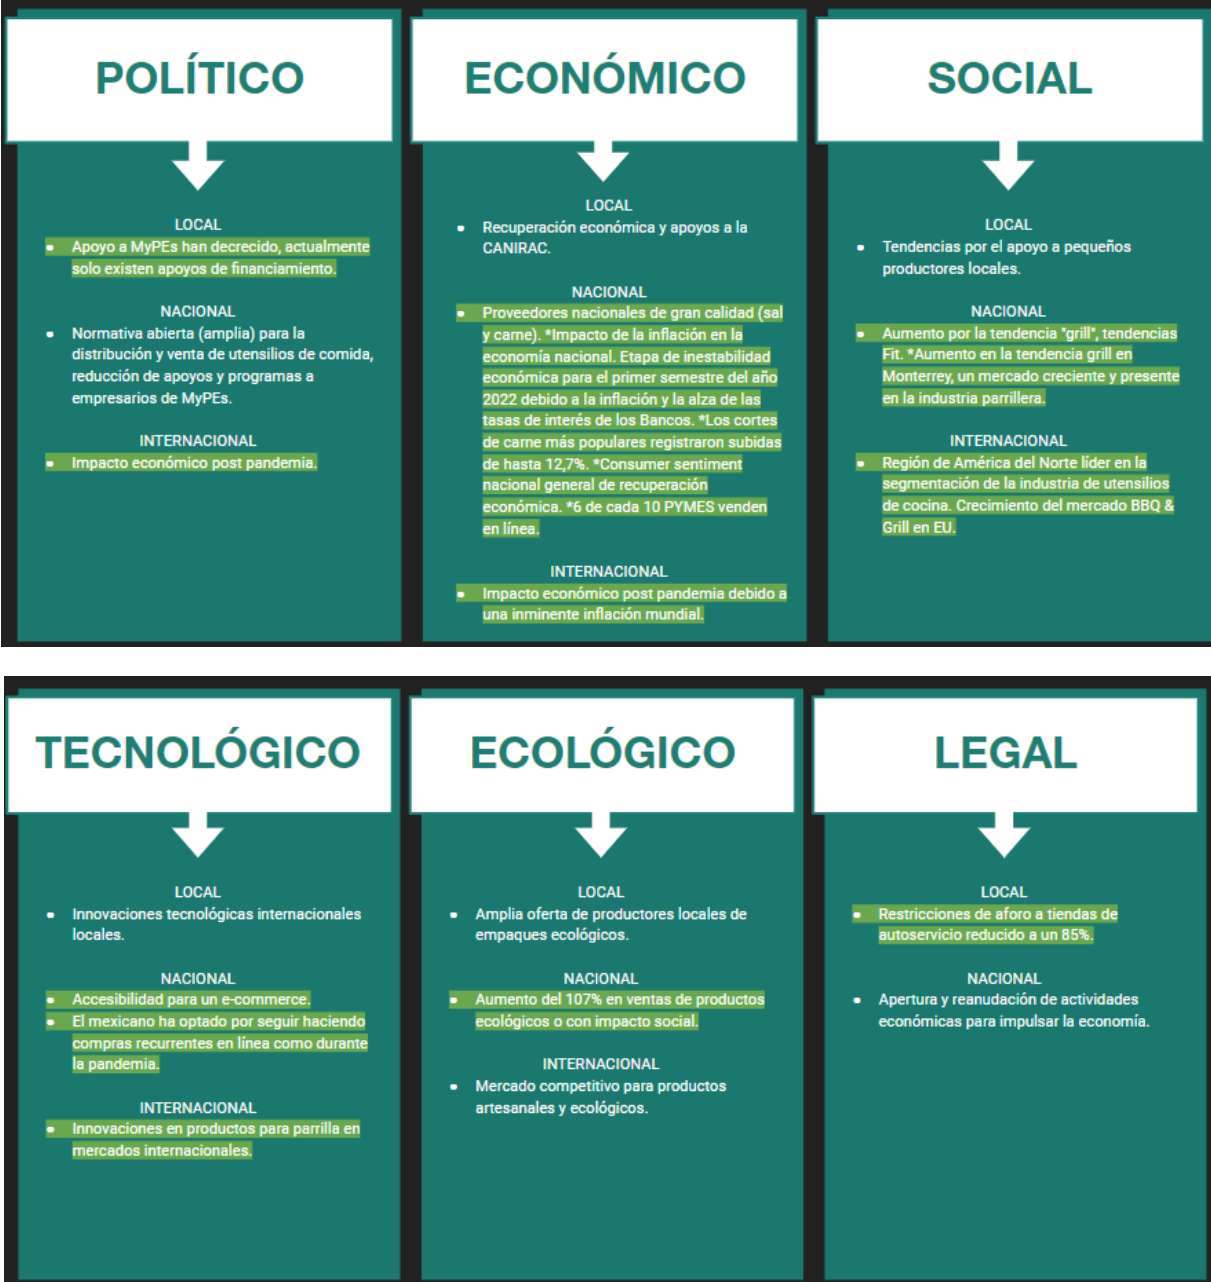 POLÍTICO
LOCAL
• Apoyo a MyPEs han decrecido, actualmente
solo existen apoyos de financiamiento.
NACIONAL
• Normativa abierta (amplia) para la
distribución y venta de utensilios de comida,
reducción de apoyos y programas a
empresarios de MyPEs.
INTERNACIONAL
• Impacto económico post pandemia.
ECONÓMICO
LOCAL
• Recuperación económica y apoyos a la
CANIRAC.
NACIONAL
• Proveedores nacionales de gran calidad (sal
y carne). *Impacto de la inflación en la
economía nacional. Etapa de inestabilidad
económica para el primer semestre del año
2022 debido a la inflación y la alza de las
tasas de interés de los Bancos. *Los cortes
de carne más populares registraron subidas
de hasta 12,7%. *Consumer sentiment
nacional general de recuperación
económica. *6 de cada 10 PYMES venden
en línea.
INTERNACIONAL
• Impacto económico post pandemia debido a
una inminente inflación mundial.
SOCIAL
LOCAL
• Tendencias por el apoyo a pequeños
productores locales.
NACIONAL
• Aumento por la tendencia "grill", tendencias
Fit. *Aumento en la tendencia grill en
Monterrey, un mercado creciente y presente
en la industria parrillera.
INTERNACIONAL
• Región de América del Norte líder en la
segmentación de la industria de utensilios
de cocina. Crecimiento del mercado BBQ &
Grill en EU.
TECNOLÓGICO
LOCAL
• Innovaciones tecnológicas internacionales
locales.
NACIONAL
• Accesibilidad para un e-commerce.
• El mexicano ha optado por seguir haciendo
compras recurrentes en línea como durante
la pandemia.
INTERNACIONAL
• Innovaciones en productos para parrilla en
mercados internacionales.
ECOLÓGICO
LOCAL
• Amplia oferta de productores locales de
empaques ecológicos.
NACIONAL
• Aumento del 107% en ventas de productos
ecológicos o con impacto social.
INTERNACIONAL
• Mercado competitivo para productos
artesanales y ecológicos.
LEGAL
LOCAL
• Restricciones de aforo a tiendas de
autoservicio reducido a un 85%.
NACIONAL
• Apertura y reanudación de actividades
económicas para impulsar la economía.